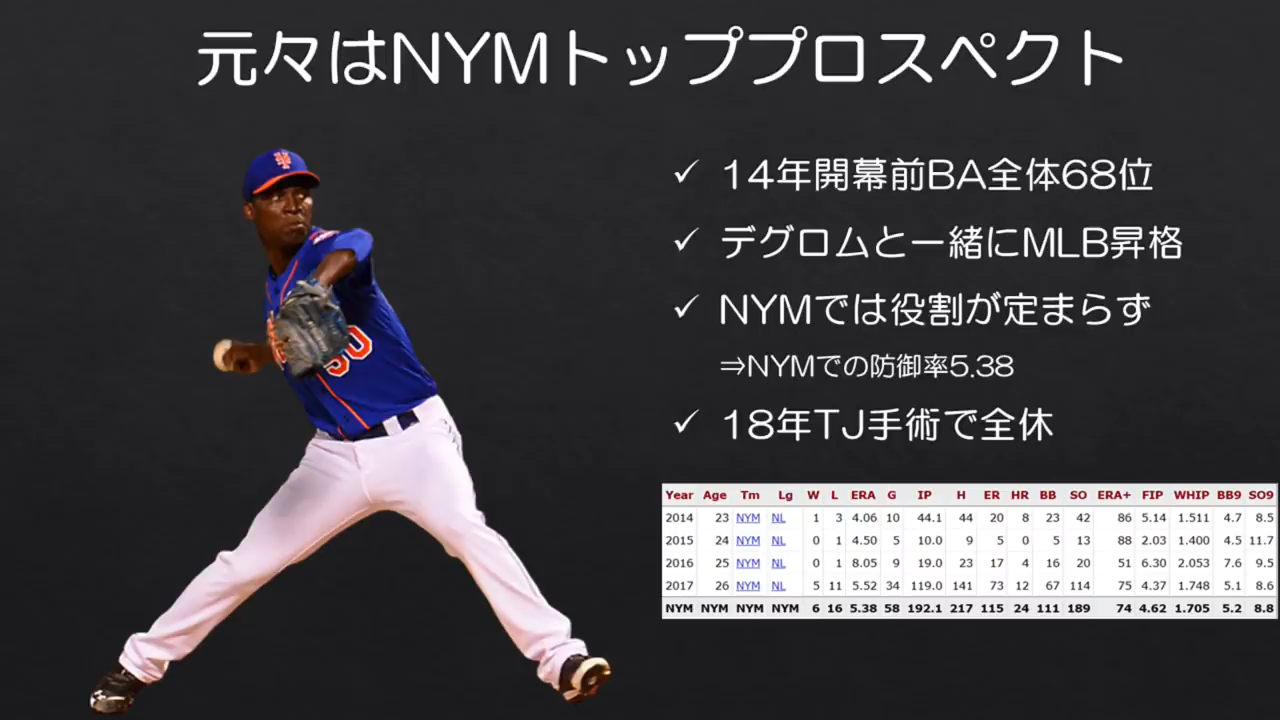 元々はNYMトッププロスペクト
✓ 14年開幕前BA全体68位
✓ デグロムと一緒にMLB昇格
✓ NYMでは役割が定まらず
⇒NYMでの防御率5.38
✓ 18年TJ手術で全休
Year Age Tm Lg W L ERA G IP H ER HR BB SO ERA+ FIP WHIP BB9 SO9
2014 23 NYM NL 1 3 4.06 10 44.1 44 20 8 23 42 86 5.14 1.511 4.7 8.5
2015 24 NYM NL 0 1 4.50 5 10.0 9 5 0 5 13 88 2.03 1.400 4.5 11.7
2016 25 NYM NL 0 1 8.05 9 19.0 23 17 4 16 20 51 6.30 2.053 7.6 9.5
2017 26 NYM NL 5 11 5.52 34 119.0 141 73 12 67 114 75 4.37 1.748 5.1 8.6
NYM NYM NYM NYM 6 16 5.38 58 192.1 217 115 24 111 189 74 4.62 1.705 5.2 8.8